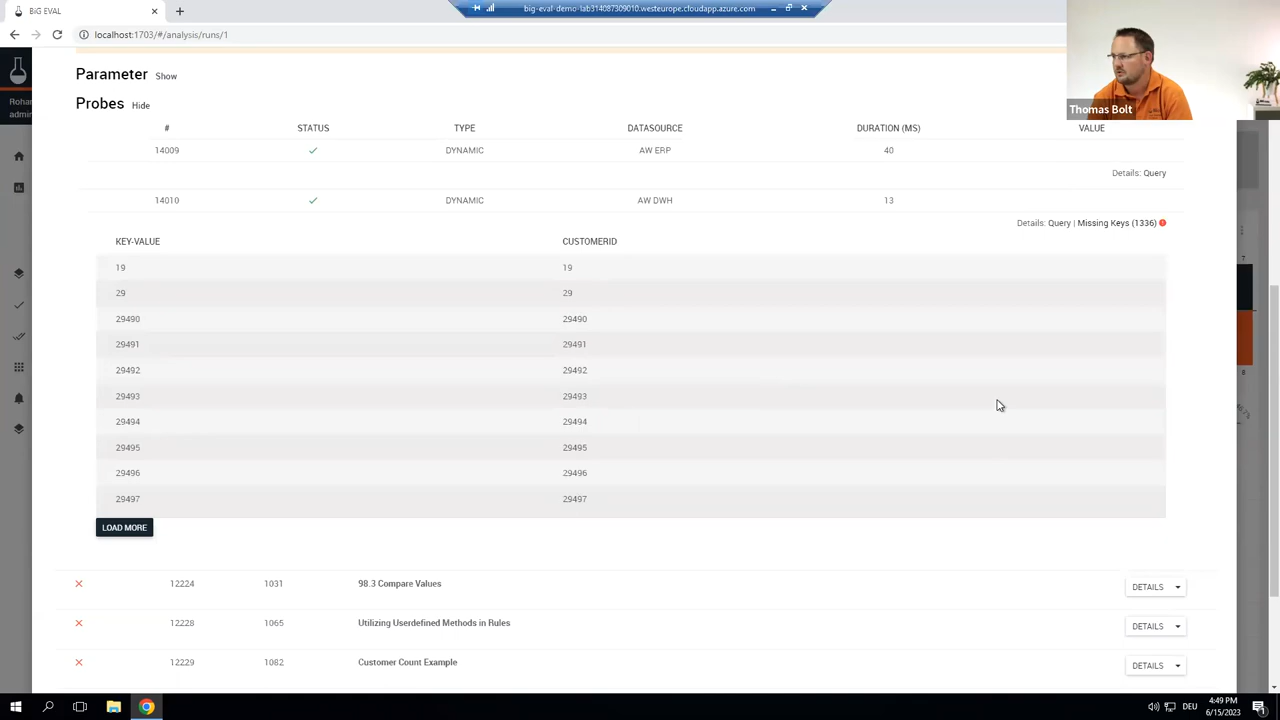 BiG EVAL
big-eval-demo-lab314087309010.westeurope.cloudapp.azure.com
localhost:1703/#/analysis/runs/1
Thomas Bolt
Rohan
admin
Parameter Show
Probes Hide
# STATUS TYPE DATASOURCE DURATION (MS) VALUE
14009 DYNAMIC AW ERP 40
Details: Query
14010 DYNAMIC AW DWH 13
Details: Query | Missing Keys (1336)
KEY-VALUE CUSTOMERID
19 19
29 29
29490 29490
29491 29491
29492 29492
29493 29493
29494 29494
29495 29495
29496 29496
29497 29497
LOAD MORE
12224 1031 98.3 Compare Values DETAILS
12228 1065 Utilizing Userdefined Methods in Rules DETAILS
12229 1082 Customer Count Example DETAILS
7
8
4:49 PM
DEU
6/15/2023